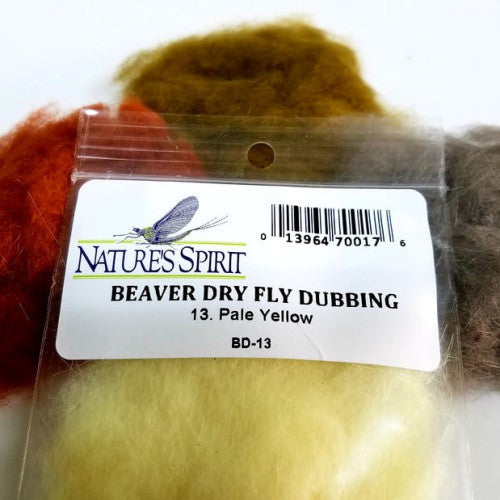 0 13964 70017 6
NATURE'S SPIRIT
BEAVER DRY FLY DUBBING
13. Pale Yellow
BD-13